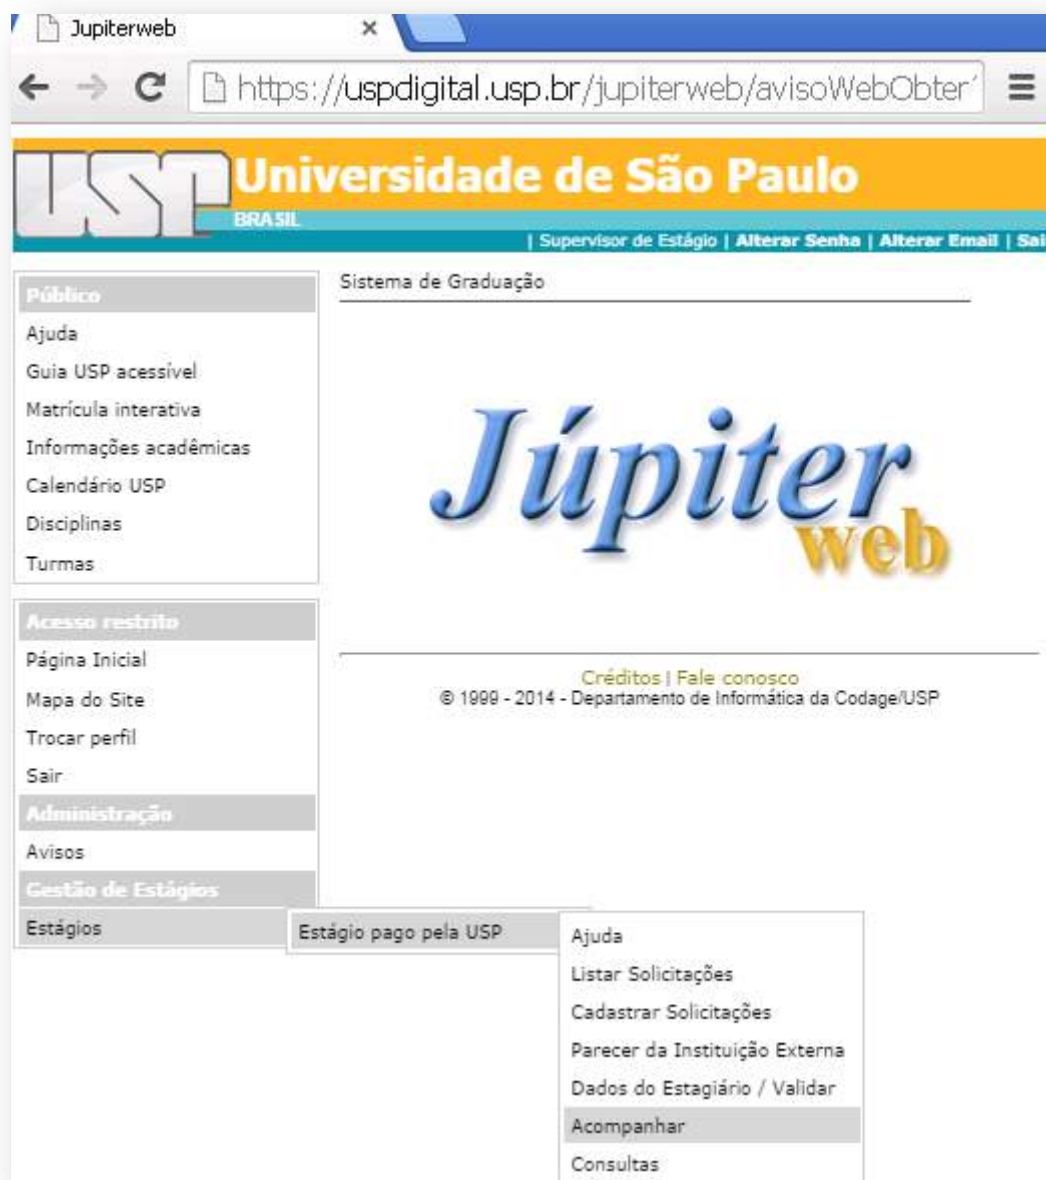 Jupiterweb
https://uspdigital.usp.br/jupiterweb/avisoWebObter
USP
Universidade de São Paulo
BRASIL
| Supervisor de Estágio | Alterar Senha | Alterar Email | Sai
Público
Ajuda
Guia USP acessível
Matrícula interativa
Informações acadêmicas
Calendário USP
Disciplinas
Turmas
Sistema de Graduação
Júpiter
web
Créditos | Fale conosco
© 1999 - 2014 - Departamento de Informática da Codage/USP
Acesso restrito
Página Inicial
Mapa do Site
Trocar perfil
Sair
Administração
Avisos
Gestão de Estágios
Estágios
Estágio pago pela USP
Ajuda
Listar Solicitações
Cadastrar Solicitações
Parecer da Instituição Externa
Dados do Estagiário / Validar
Acompanhar
Consultas